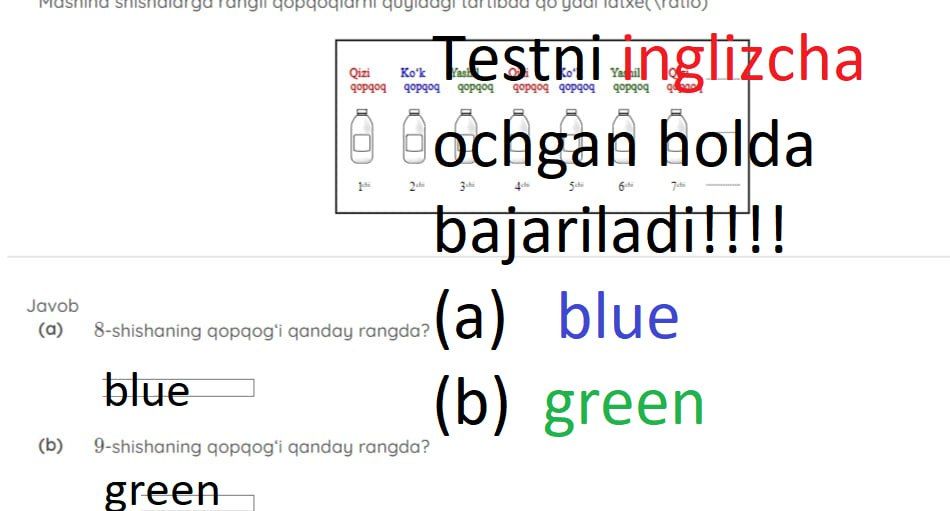 Mashina shishalarga rangli qopqoqlarni quyidagi tartibda qo'yadi latxe(\ratio)
Testni inglizcha
ochgan holda
bajariladi!!!!
Qizi Ko'k Yashil Qizi Ko'k Yashil Qizi
qopqoq qopqoq qopqoq qopqoq qopqoq qopqoq qopqoq
1chi 2chi 3chi 4chi 5chi 6chi 7chi
Javob
(a) 8-shishaning qopqog'i qanday rangda?
blue
(b) 9-shishaning qopqog'i qanday rangda?
green
(a) blue
(b) green